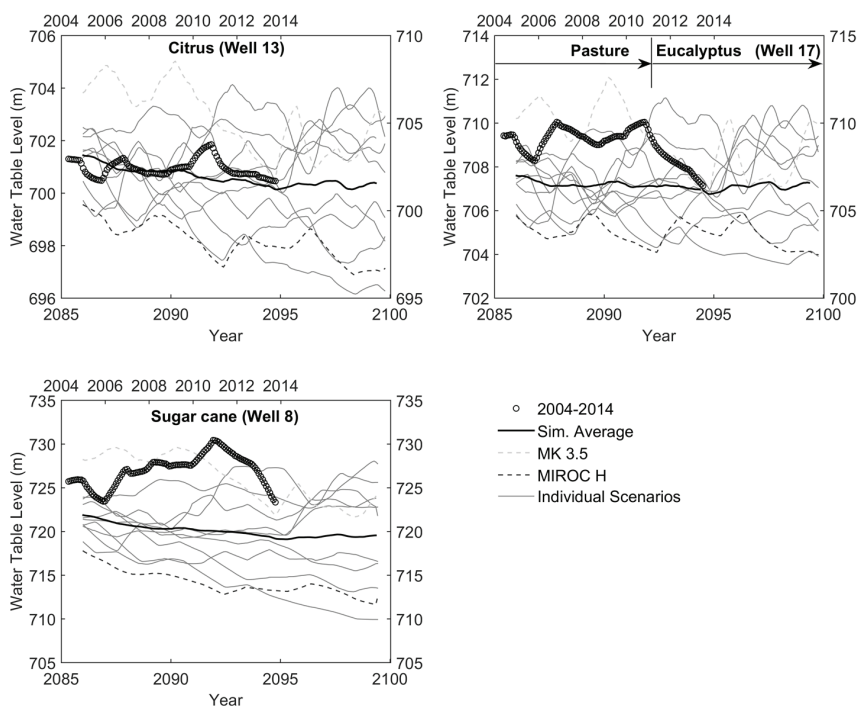 2004 2006 2008 2010 2012 2014
706 710
Citrus (Well 13)
704
702 705
700
700
698
696 695
2085 2090 2095 2100
Year
Water Table Level (m)
2004 2006 2008 2010 2012 2014
714 715
Pasture Eucalyptus (Well 17)
712
710 710
708
706 705
704
702 700
2085 2090 2095 2100
Year
Water Table Level (m)
2004 2006 2008 2010 2012 2014
735 735
Sugar cane (Well 8)
730 730
725 725
720 720
715 715
710 710
705 705
2085 2090 2095 2100
Year
Water Table Level (m)
2004-2014
Sim. Average
MK 3.5
MIROC H
Individual Scenarios